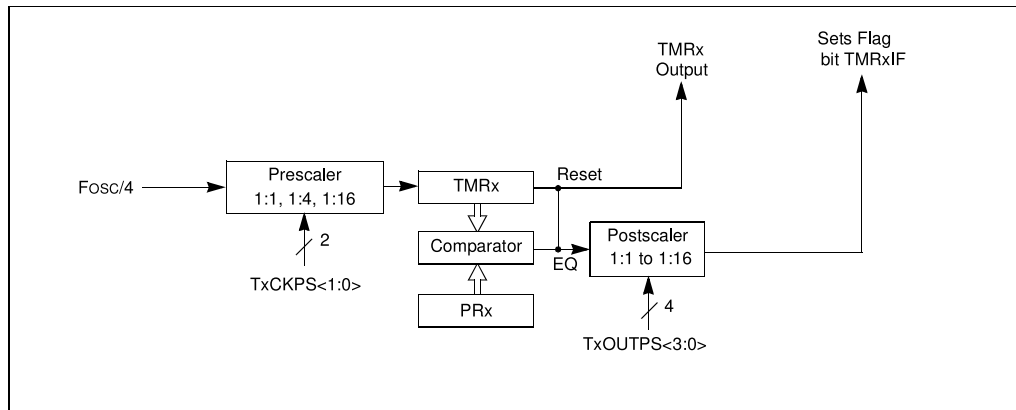 TMRx
Output
Sets Flag
bit TMRxIF
Fosc/4
Prescaler
1:1, 1:4, 1:16
2
TxCKPS<1:0>
TMRx
Reset
Comparator
EQ
PRx
Postscaler
1:1 to 1:16
4
TxOUTPS<3:0>